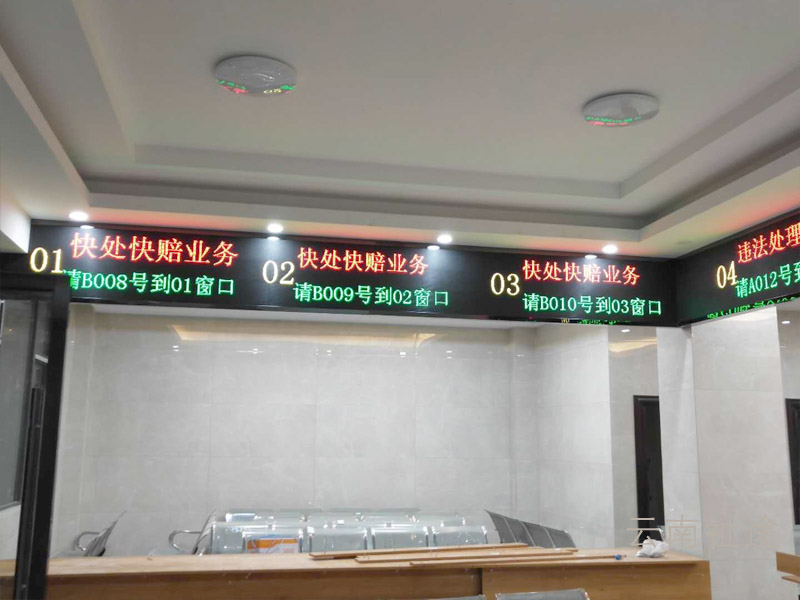 01
快处快赔业务
请B008号到01窗口
02
快处快赔业务
请B009号到02窗口
03
快处快赔业务
请B010号到03窗口
04
违法处理
请A012号到
云南